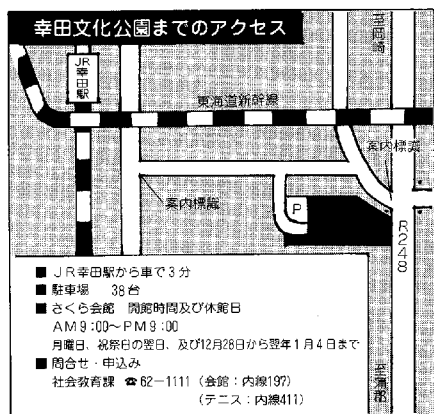 幸田文化公園までのアクセス
至岡崎
JR幸田駅
東海道新幹線
案内標識
案内標識
P
R248
■ JR幸田駅から車で3分
■ 駐車場 38台
■ さくら会館 開館時間及び休館日
AM9:00〜PM9:00
月曜日、祝祭日の翌日、及び12月28日から翌年1月4日まで
■ 問合せ・申込み
社会教育課 ☎62-1111(会館:内線197)
(テニス:内線411)
至蒲郡